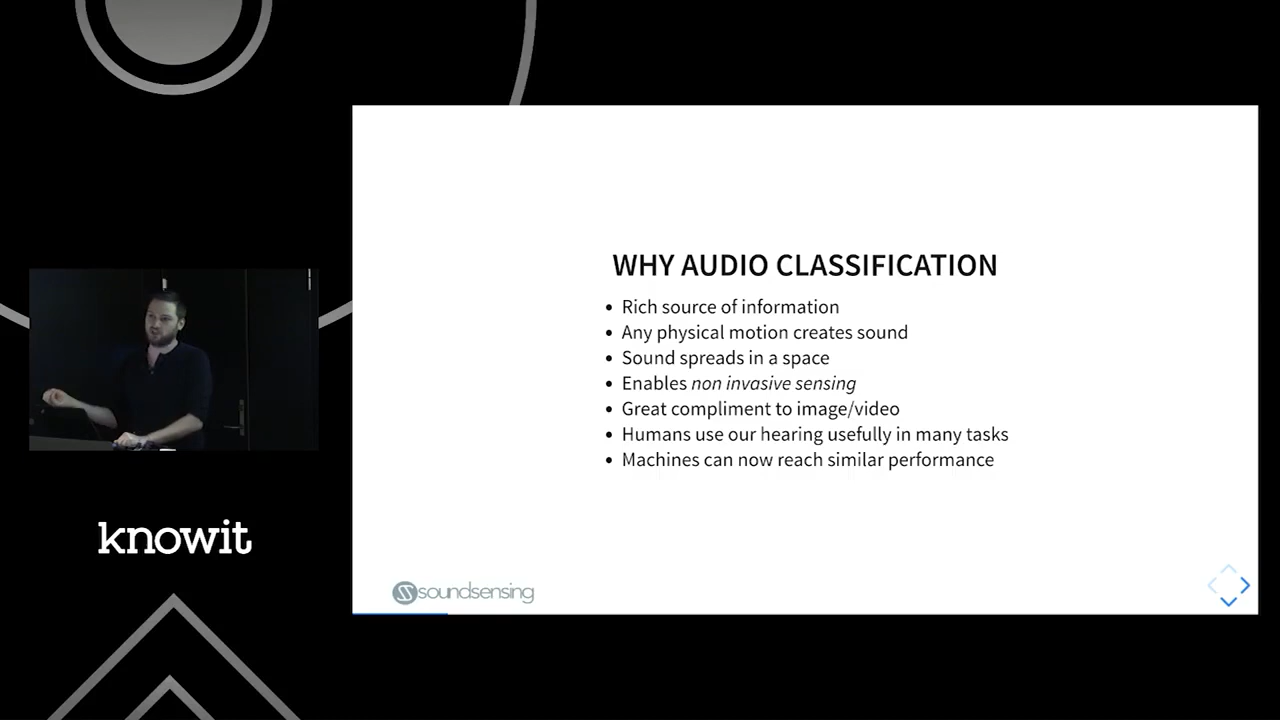 WHY AUDIO CLASSIFICATION
• Rich source of information
• Any physical motion creates sound
• Sound spreads in a space
• Enables non invasive sensing
• Great compliment to image/video
• Humans use our hearing usefully in many tasks
• Machines can now reach similar performance
knowit
soundsensing